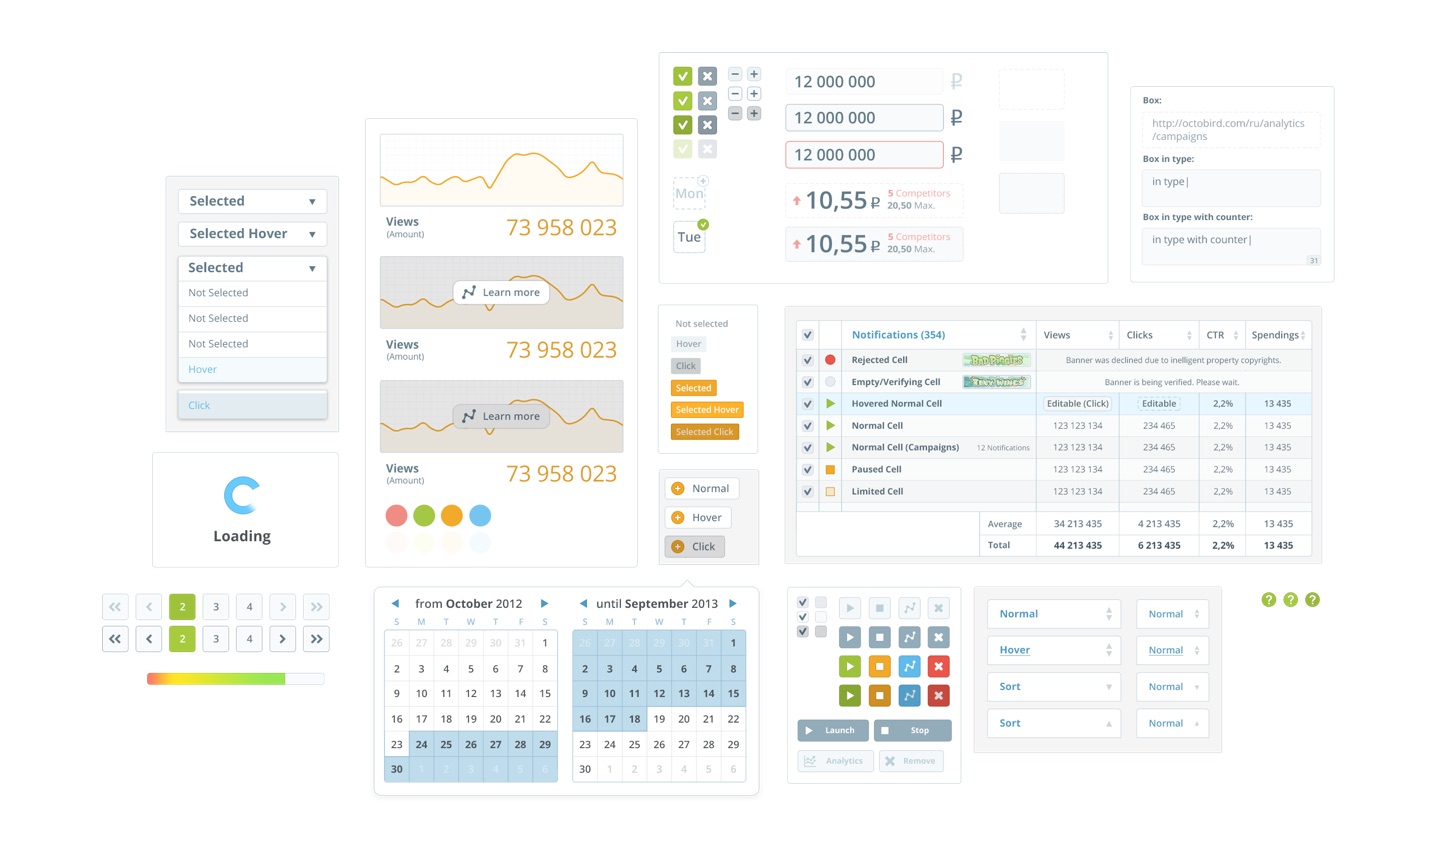 Selected
Selected Hover
Selected
Not Selected
Not Selected
Not Selected
Hover
Click
Loading
2
3
4
2
3
4
Views
(Amount)
73 958 023
Learn more
Views
(Amount)
73 958 023
Learn more
Views
(Amount)
73 958 023
12 000 000 ₽
12 000 000 ₽
12 000 000 ₽
Mon
Tue
10,55 ₽
5 Competitors
20,50 Max.
10,55 ₽
5 Competitors
20,50 Max.
Box:
http://octobird.com/ru/analytics
/campaigns
Box in type:
in type|
Box in type with counter:
in type with counter|
31
Not selected
Hover
Click
Selected
Selected Hover
Selected Click
Normal
Hover
Click
Notifications (354) Views Clicks CTR Spendings
Rejected Cell Banner was declined due to inelligent property copyrights.
Empty/Verifying Cell Banner is being verified. Please wait.
Hovered Normal Cell Editable (Click) Editable 2,2% 13 435
Normal Cell 123 123 134 234 465 2,2% 13 435
Normal Cell (Campaigns) 12 Notifications 123 123 134 234 465 2,2% 13 435
Paused Cell 123 123 134 234 465 2,2% 13 435
Limited Cell 123 123 134 234 465 2,2% 13 435
Average 34 213 435 4 213 435 2,2% 13 435
Total 44 213 435 6 213 435 2,2% 13 435
from October 2012
S M T W T F S
26 27 28 29 30 31 1
2 3 4 5 6 7 8
9 10 11 12 13 14 15
16 17 18 19 20 21 22
23 24 25 26 27 28 29
30 1 2 3 4 5 6
until September 2013
S M T W T F S
26 27 28 29 30 31 1
2 3 4 5 6 7 8
9 10 11 12 13 14 15
16 17 18 19 20 21 22
23 24 25 26 27 28 29
30 1 2 3 4 5 6
Launch
Stop
Analytics
Remove
Normal
Normal
Hover
Normal
Sort
Normal
Sort
Normal
? ? ?